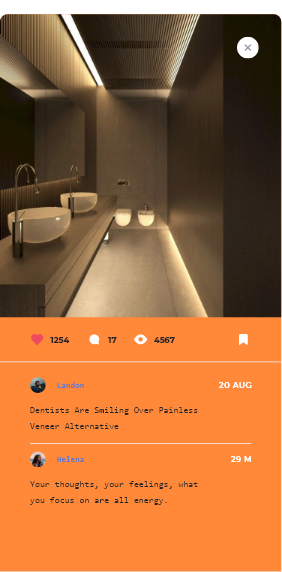 1254 17 4567
Landon 20 AUG
Dentists Are Smiling Over Painless
Veneer Alternative
Helena 29 M
Your thoughts, your feelings, what
you focus on are all energy.